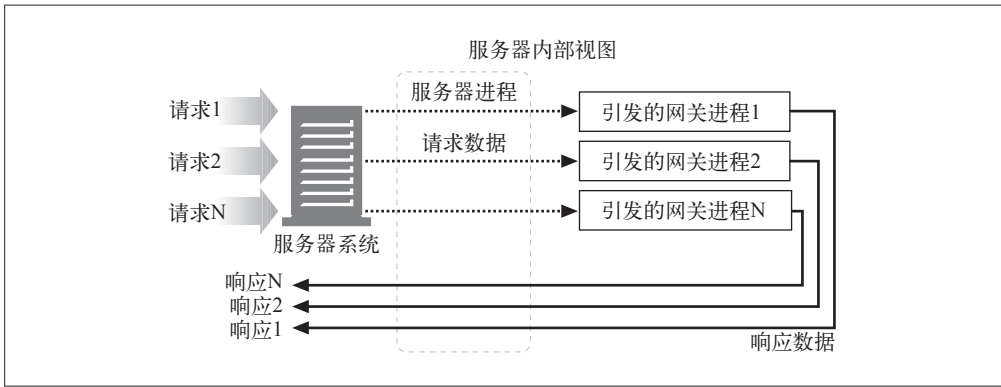 服务器内部视图
服务器进程
请求1
引发的网关进程1
请求数据
请求2
引发的网关进程2
请求N
引发的网关进程N
服务器系统
响应N
响应2
响应1
响应数据